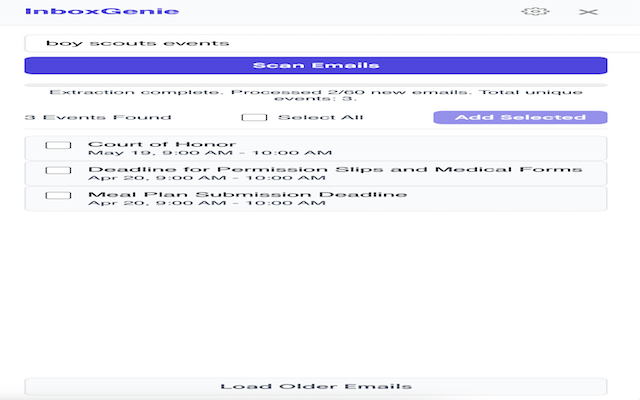 InboxGenie
boy scouts events
Scan Emails
Extraction complete. Processed 2/60 new emails. Total unique
events: 3.
3 Events Found Select All Add Selected
Court of Honor
May 19, 9:00 AM - 10:00 AM
Deadline for Permission Slips and Medical Forms
Apr 20, 9:00 AM - 10:00 AM
Meal Plan Submission Deadline
Apr 20, 9:00 AM - 10:00 AM
Load Older Emails